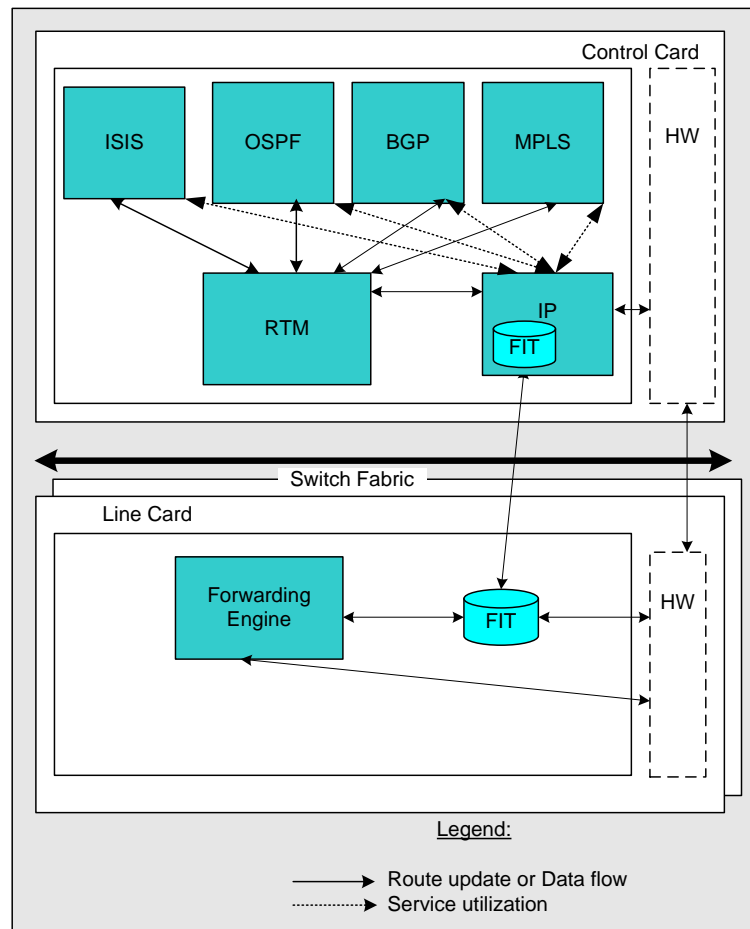 Control Card
ISIS
OSPF
BGP
MPLS
HW
RTM
IP
FIT
Switch Fabric
Line Card
Forwarding
Engine
FIT
HW
Legend:
Route update or Data flow
Service utilization